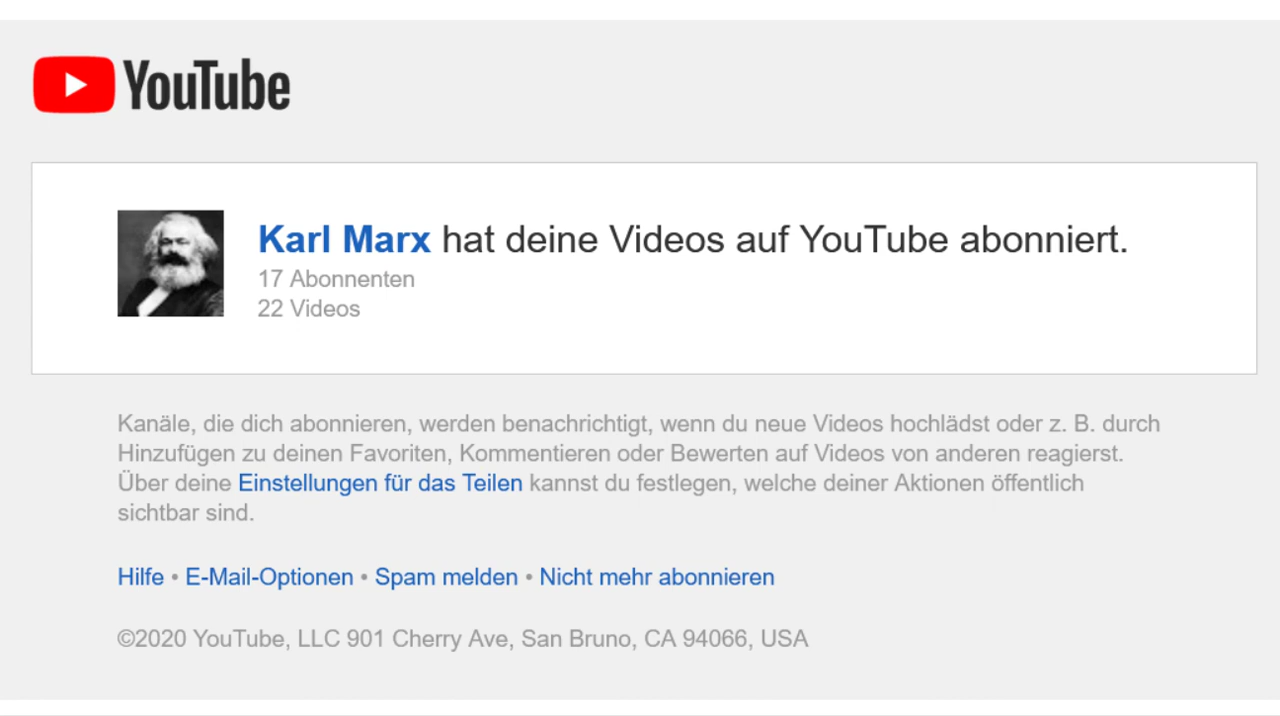 YouTube
Karl Marx hat deine Videos auf YouTube abonniert.
17 Abonnenten
22 Videos
Kanäle, die dich abonnieren, werden benachrichtigt, wenn du neue Videos hochlädst oder z. B. durch
Hinzufügen zu deinen Favoriten, Kommentieren oder Bewerten auf Videos von anderen reagierst.
Über deine Einstellungen für das Teilen kannst du festlegen, welche deiner Aktionen öffentlich
sichtbar sind.
Hilfe • E-Mail-Optionen • Spam melden • Nicht mehr abonnieren
©2020 YouTube, LLC 901 Cherry Ave, San Bruno, CA 94066, USA